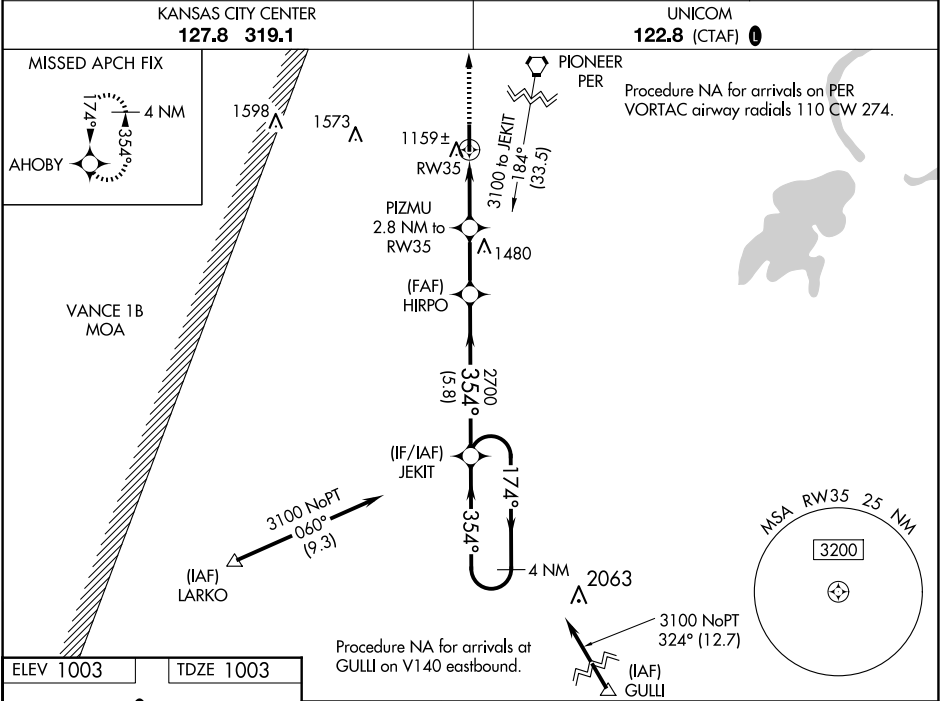 KANSAS CITY CENTER
127.8 319.1
UNICOM
122.8 (CTAF) L
MISSED APCH FIX
174°
4 NM
354°
AHOBY
1598
1573
1159±
RW35
PIONEER
PER
3100 to JEKIT
184°
(33.5)
Procedure NA for arrivals on PER
VORTAC airway radials 110 CW 274.
PIZMU
2.8 NM to
RW35
1480
(FAF)
HIRPO
VANCE 1B
MOA
2700
354°
(5.8)
(IF/IAF)
JEKIT
174°
354°
4 NM
3100 NoPT
060°
(9.3)
(IAF)
LARKO
2063
3100 NoPT
324° (12.7)
(IAF)
GULLI
MSA RW35 25 NM
3200
Procedure NA for arrivals at
GULLI on V140 eastbound.
ELEV 1003
TDZE 1003